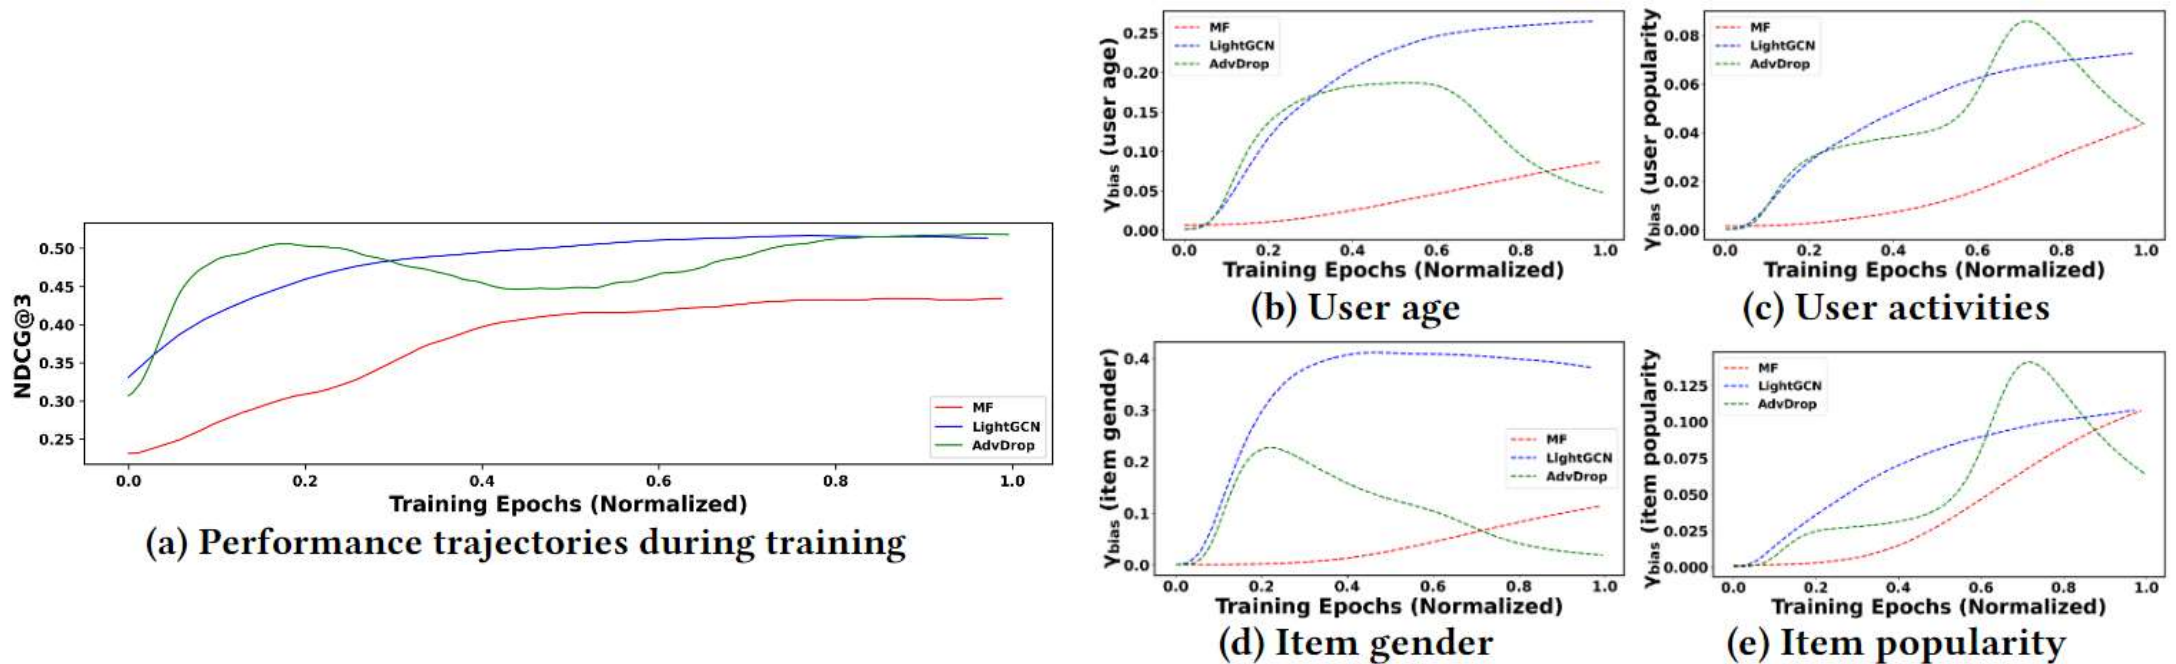 NDCG@3
0.50
0.45
0.40
0.35
0.30
0.25
MF
LightGCN
AdvDrop
0.0 0.2 0.4 0.6 0.8 1.0
Training Epochs (Normalized)
(a) Performance trajectories during training
γbias (user age)
0.25
0.20
0.15
0.10
0.05
0.00
MF
LightGCN
AdvDrop
0.0 0.2 0.4 0.6 0.8 1.0
Training Epochs (Normalized)
(b) User age
γbias (user popularity
0.08
0.06
0.04
0.02
0.00
MF
LightGCN
AdvDrop
0.0 0.2 0.4 0.6 0.8 1.0
Training Epochs (Normalized)
(c) User activities
γbias (item gender)
0.4
0.3
0.2
0.1
0.0
MF
LightGCN
AdvDrop
0.0 0.2 0.4 0.6 0.8 1.0
Training Epochs (Normalized)
(d) Item gender
γbias (item popularity
0.125
0.100
0.075
0.050
0.025
0.000
MF
LightGCN
AdvDrop
0.0 0.2 0.4 0.6 0.8 1.0
Training Epochs (Normalized)
(e) Item popularity